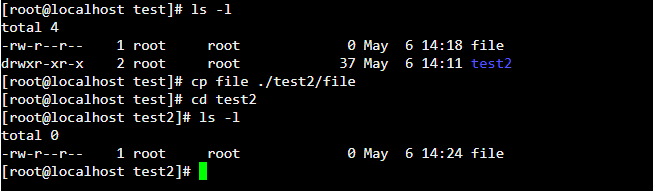 [root@localhost test]# ls -l
total 4
-rw-r--r--    1 root     root             0 May  6 14:18 file
drwxr-xr-x    2 root     root            37 May  6 14:11 test2
[root@localhost test]# cp file ./test2/file
[root@localhost test]# cd test2
[root@localhost test2]# ls -l
total 0
-rw-r--r--    1 root     root             0 May  6 14:24 file
[root@localhost test2]#